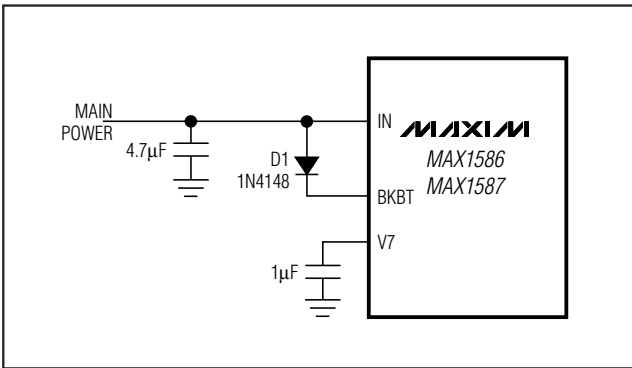 MAIN
POWER
4.7μF
D1
1N4148
1μF
IN
BKBT
V7
MAXIM
MAX1586
MAX1587